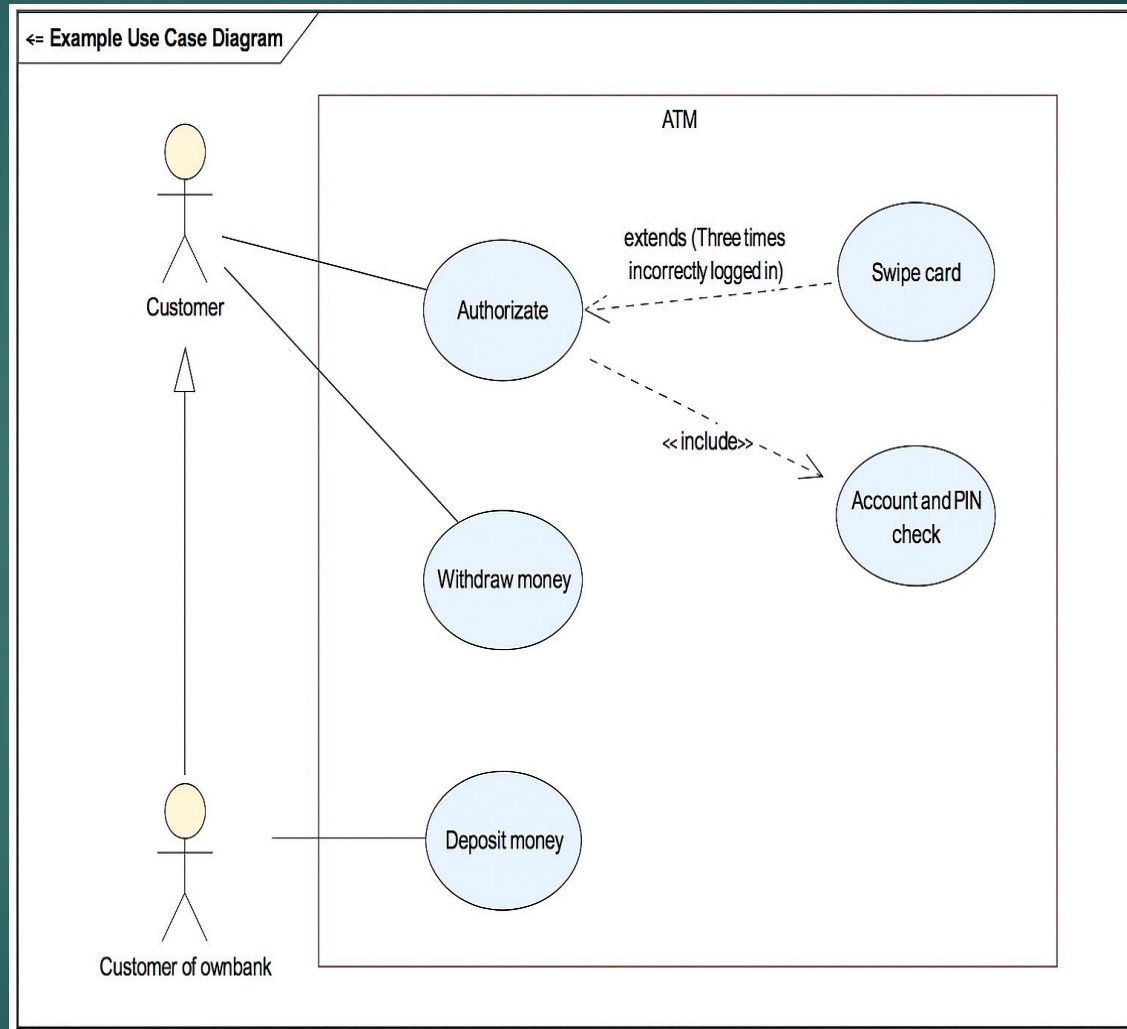 <= Example Use Case Diagram
ATM
Customer
extends (Three times
incorrectly logged in)
Swipe card
Authorizate
<< include>>
Account and PIN
check
Withdraw money
Deposit money
Customer of ownbank